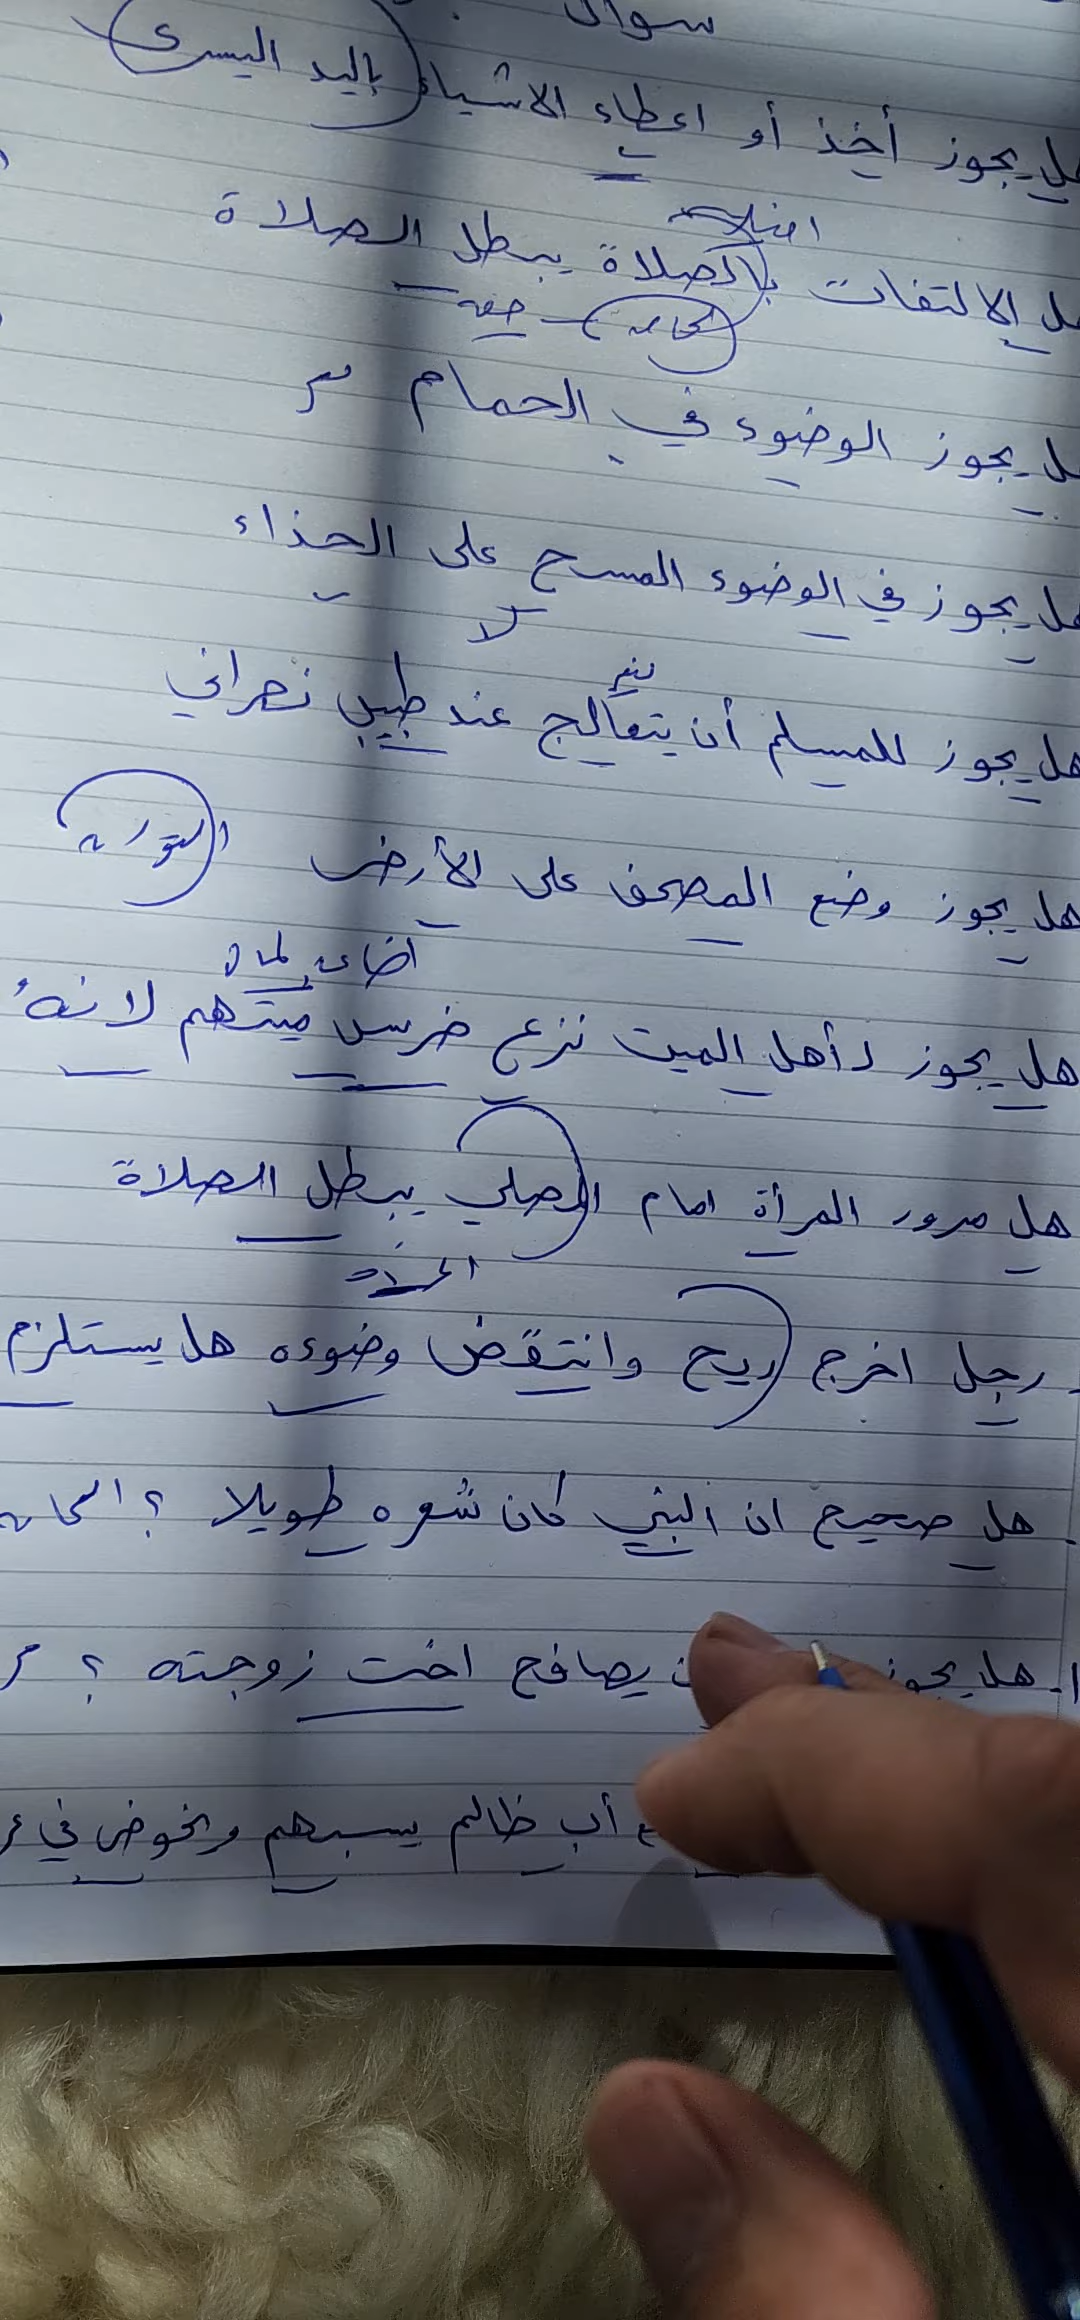 سوال
هل يجوز أخذ أو اعطاء الاشياء باليد اليسرى
هل الالتفات بالصلاة يبطل الصلاة
هل يجوز الوضوء في الحمام
هل يجوز في الوضوء المسح على الحذاء
لا
هل يجوز للمسلم أن يتعالج عند طبيب نصراني
هل يجوز وضع المصحف على الأرض
هل يجوز لأهل الميت نزع ضرس ميتهم لانهُ
هل مرور المرأة امام المصلي يبطل الصلاة
رجل اخرج ريح وانتقض وضوءه هل يستلزم
هل صحيح ان النبي كان شعره طويلا ؟
هل يجوز يصافح اخت زوجته ؟
أب ظالم يسبهم ويخوض في